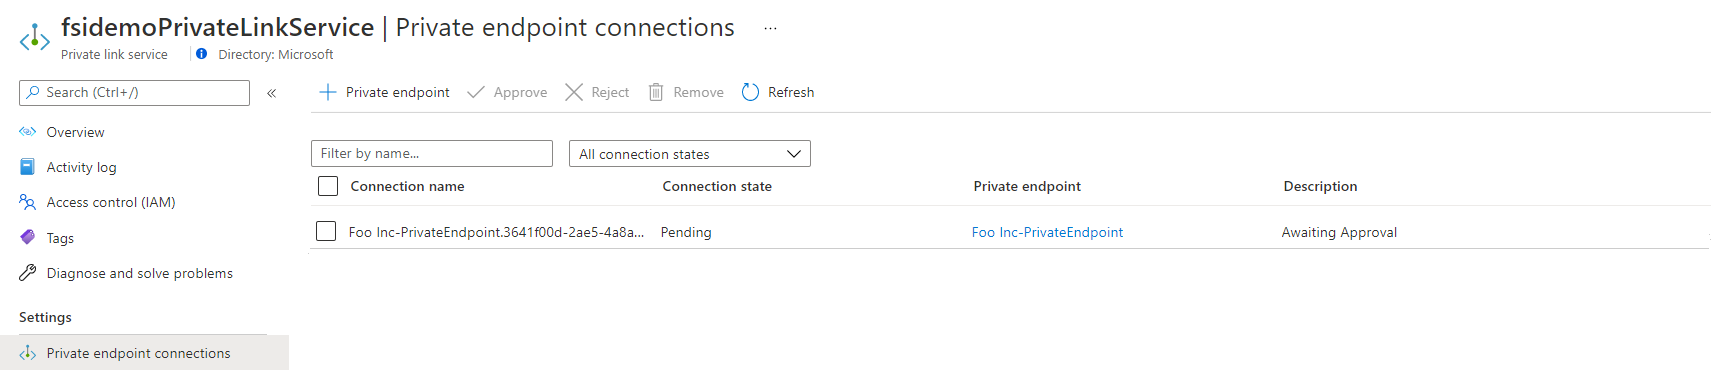 fsidemoPrivateLinkService | Private endpoint connections ...
Private link service Directory: Microsoft
Search (Ctrl+/) «
Private endpoint Approve Reject Remove Refresh
Overview
Activity log
Access control (IAM)
Tags
Diagnose and solve problems
Settings
Private endpoint connections
Filter by name... All connection states
Connection name Connection state Private endpoint Description
Foo Inc-PrivateEndpoint.3641f00d-2ae5-4a8a... Pending Foo Inc-PrivateEndpoint Awaiting Approval